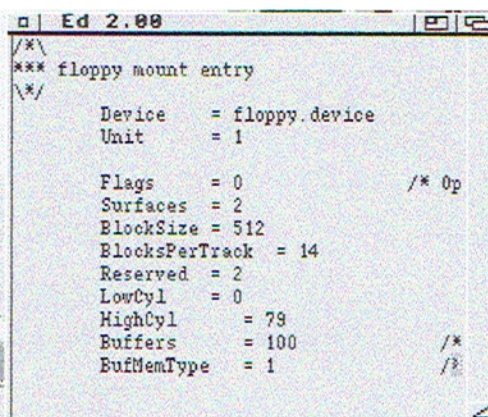 Ed 2.00
/*\
*** floppy mount entry
\*/
Device = floppy.device
Unit = 1
Flags = 0 /* Op
Surfaces = 2
BlockSize = 512
BlocksPerTrack = 14
Reserved = 2
LowCyl = 0
HighCyl = 79
Buffers = 100 /*
BufMemType = 1 /*